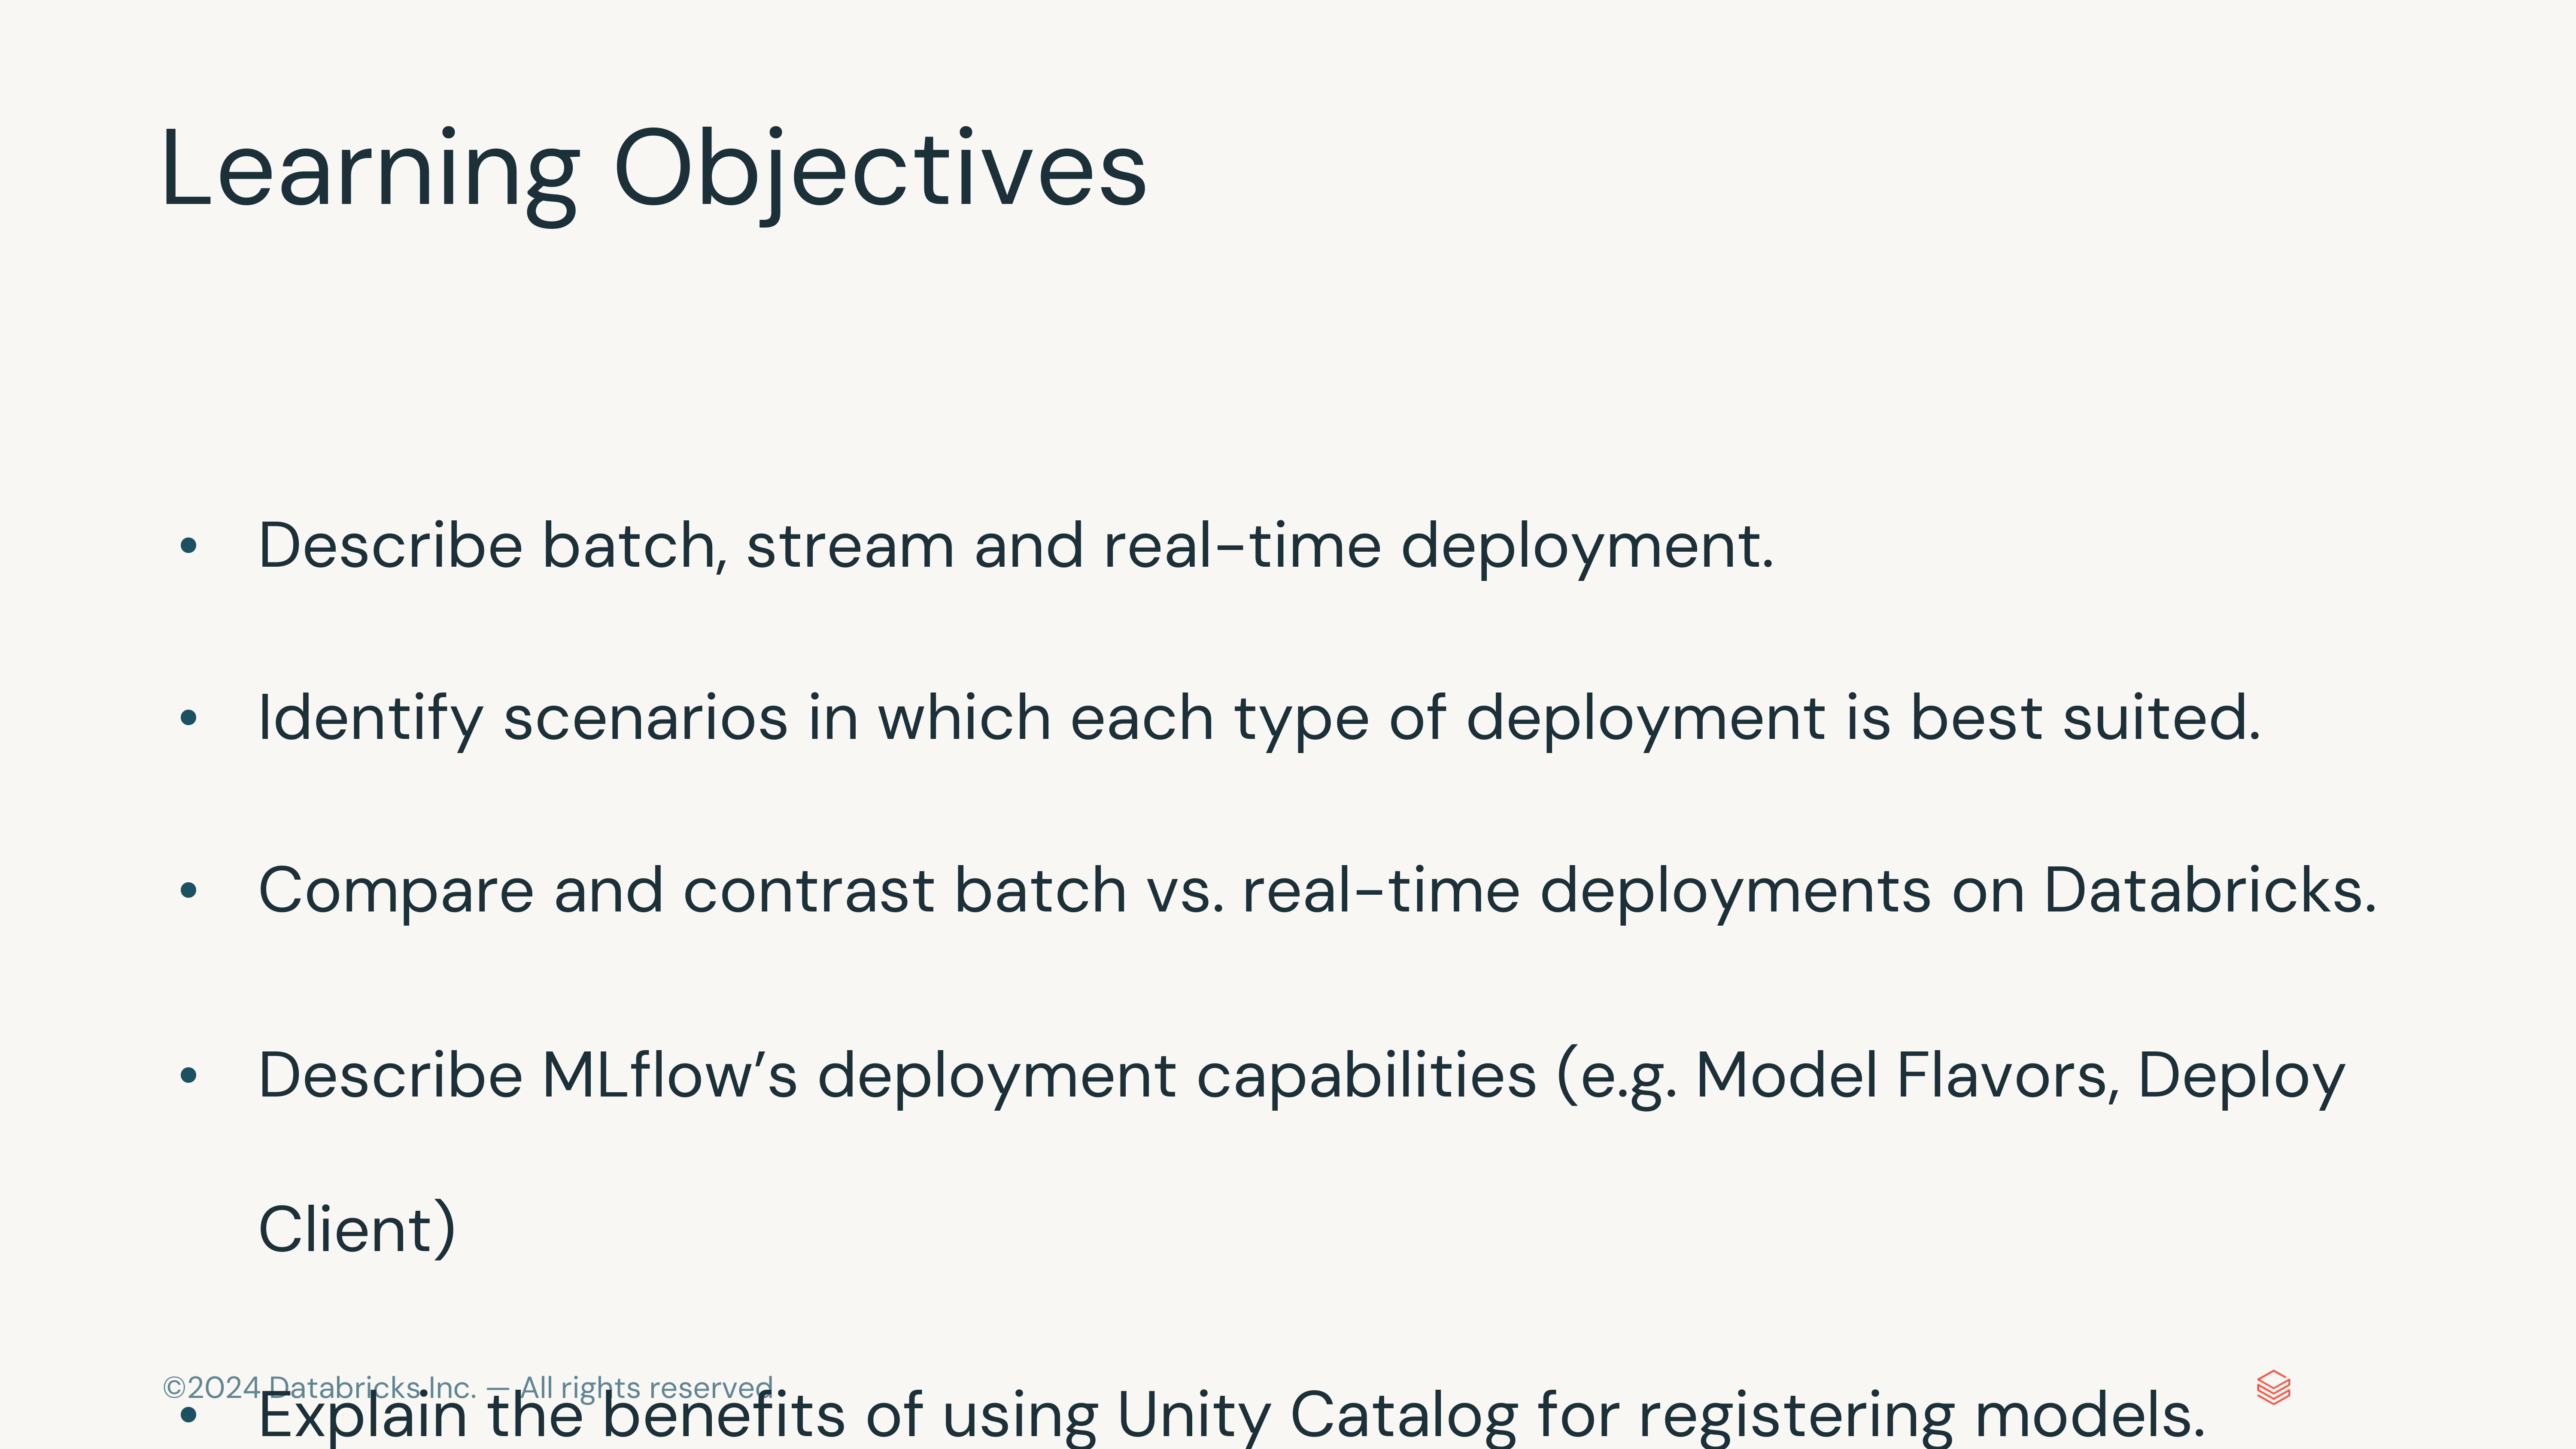 Learning Objectives
• Describe batch, stream and real-time deployment.
• Identify scenarios in which each type of deployment is best suited.
• Compare and contrast batch vs. real-time deployments on Databricks.
• Describe MLflow’s deployment capabilities (e.g. Model Flavors, Deploy
Client)
©2024 Databricks Inc. — All rights reserved
• Explain the benefits of using Unity Catalog for registering models.